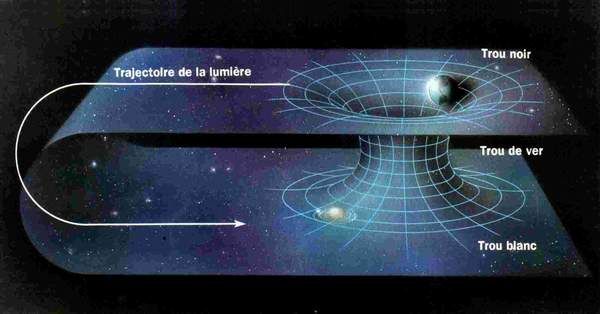 Trou noir
Trajectoire de la lumière
Trou de ver
Trou blanc